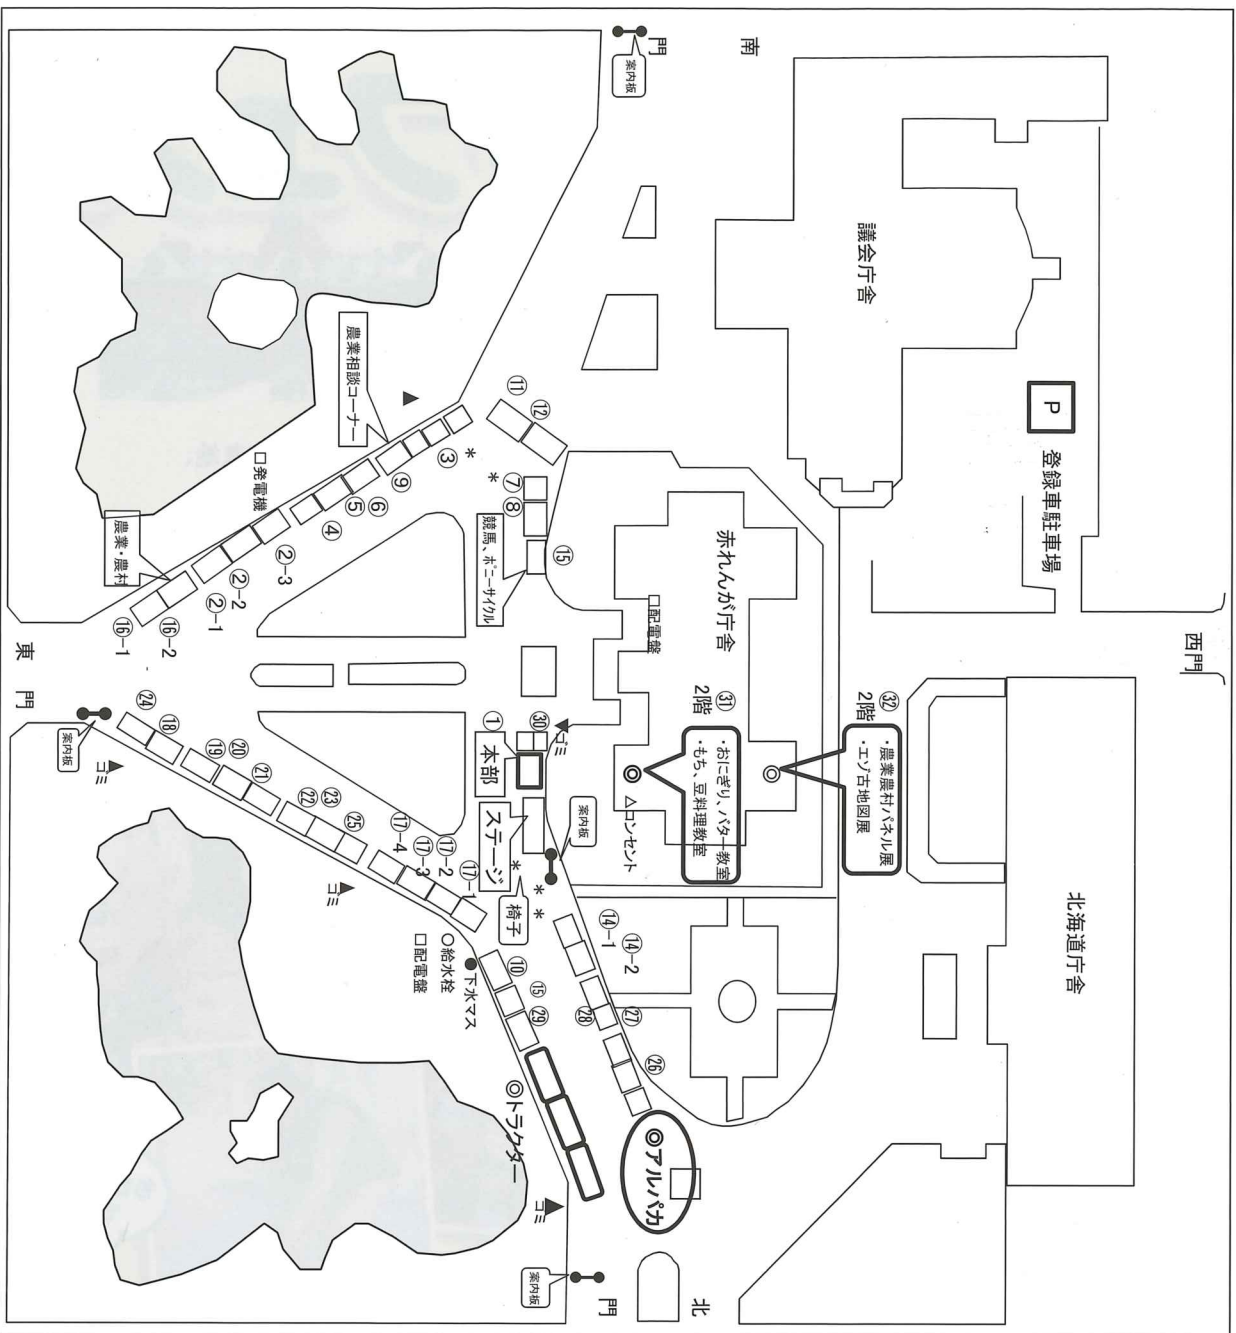 南
門
案内板
議会庁舎
P
登録車駐車場
西門
農業相談コーナー
⑪
⑫
③
*
*
⑦
⑧
⑨
⑥
⑤
④
□発電機
②-3
②-2
②-1
農業・農村
⑯-2
⑯-1
競馬、ポニーサイクル
⑮
赤れんが庁舎
□配電盤
㉛
2階
・おにぎり、バター教室
・もち、豆料理教室
㉜
2階
・農業農村パネル展
・エゾ古地図展
◎
◎
△コンセント
北海道庁舎
東
門
案内板
ゴミ
㉔
⑱
⑲
⑳
㉑
㉒
㉓
㉕
ゴミ
⑰-4
⑰-3
⑰-2
⑰-1
①
㉚
ゴミ
本部
ステージ
案内板
*
*
*
椅子
○給水栓
□配電盤
●下水マス
⑩
⑮
㉙
⑭-1
⑭-2
㉗
㉘
㉖
◎トラクター
◎アルパカ
ゴミ
案内板
門
北